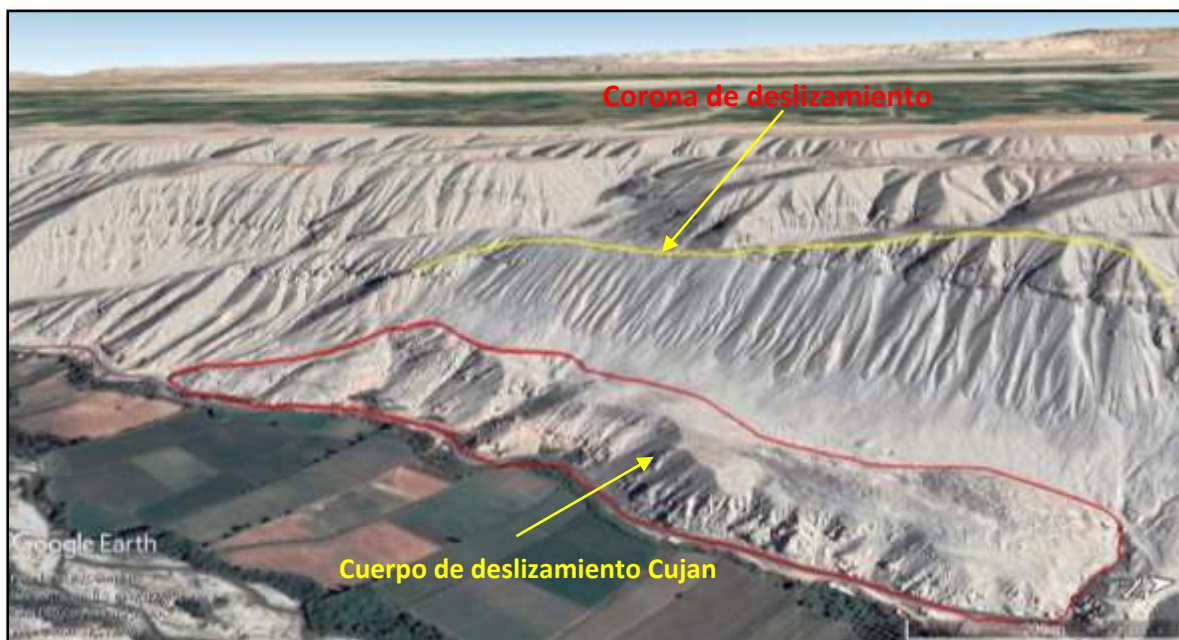 Corona de deslizamiento
Cuerpo de deslizamiento Cujan
Google Earth